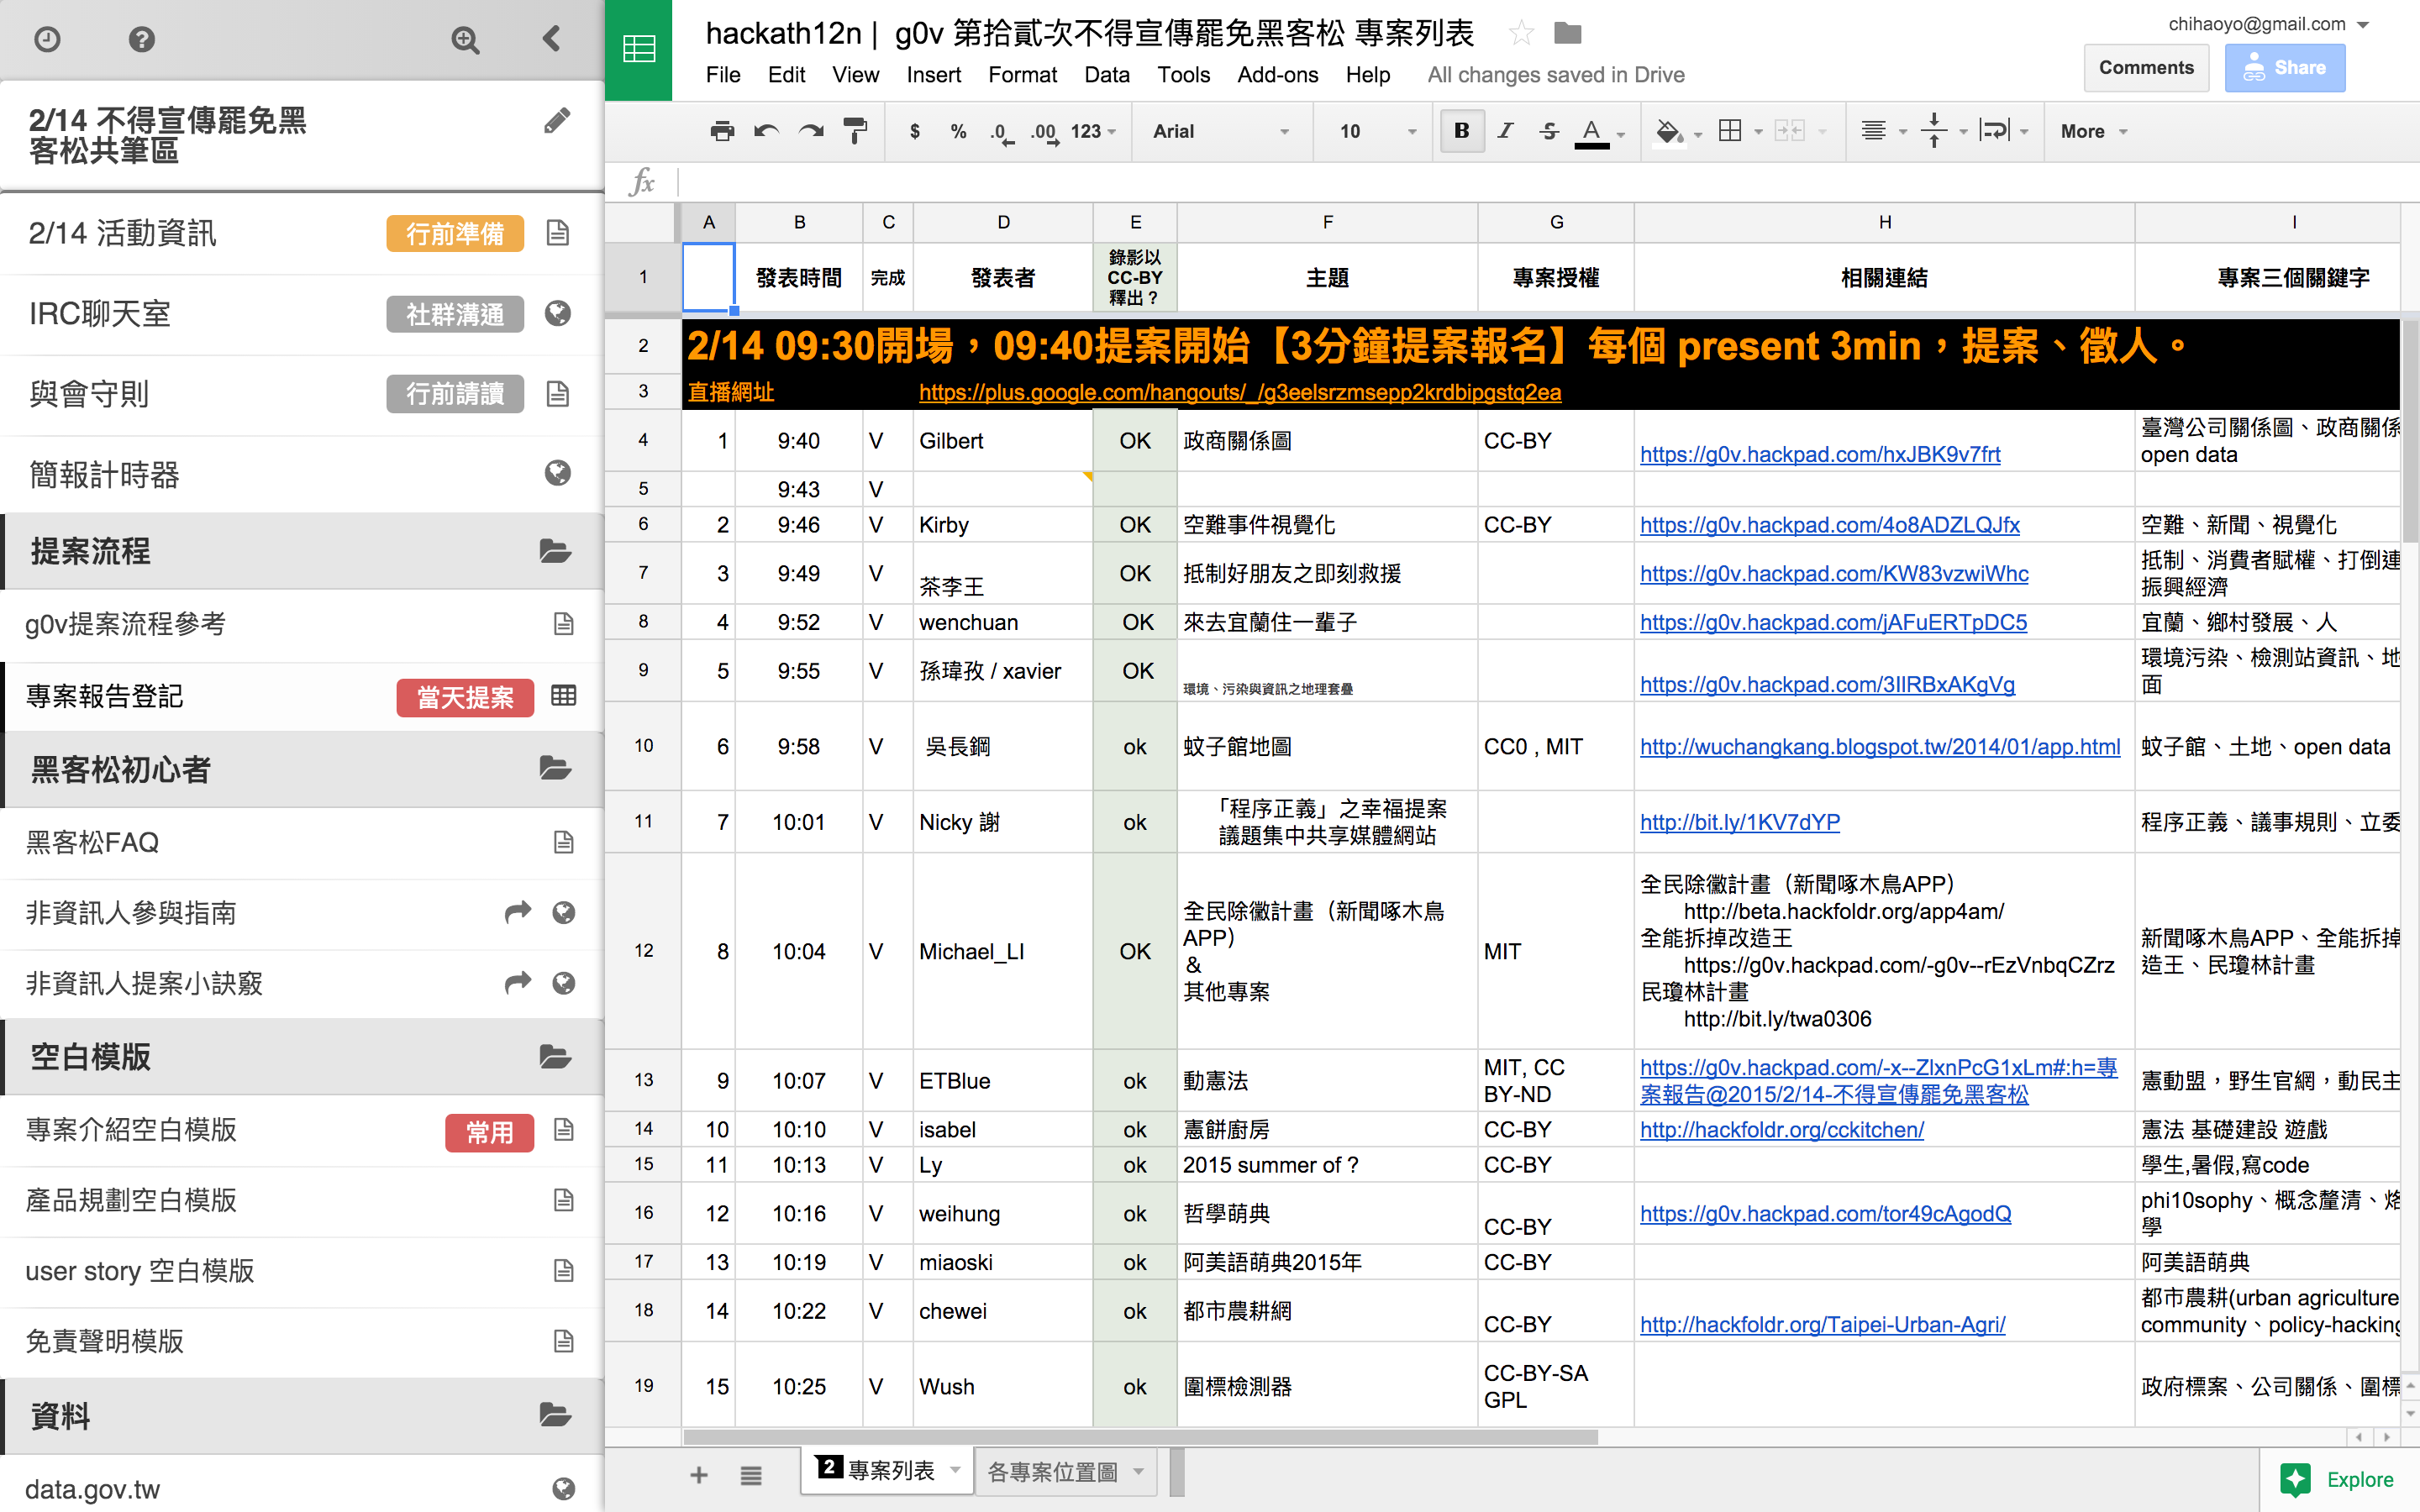 2/14 不得宣傳罷免黑
客松共筆區
2/14 活動資訊 行前準備
IRC聊天室 社群溝通
與會守則 行前請讀
簡報計時器
提案流程
g0v提案流程參考
專案報告登記 當天提案
黑客松初心者
黑客松FAQ
非資訊人參與指南
非資訊人提案小訣竅
空白模版
專案介紹空白模版 常用
產品規劃空白模版
user story 空白模版
免責聲明模版
資料
data.gov.tw
hackath12n | g0v 第拾貳次不得宣傳罷免黑客松 專案列表
chihaoyo@gmail.com
File Edit View Insert Format Data Tools Add-ons Help All changes saved in Drive
Comments Share
$ % .0 .00 123 Arial 10 B I S A More
fx
A B C D E F G H I
1 發表時間 完成 發表者 錄影以 CC-BY 釋出? 主題 專案授權 相關連結 專案三個關鍵字
2 2/14 09:30開場，09:40提案開始【3分鐘提案報名】每個 present 3min，提案、徵人。
3 直播網址 https://plus.google.com/hangouts/_/g3eelsrzmsepp2krdbipgstq2ea
4 1 9:40 V Gilbert OK 政商關係圖 CC-BY https://g0v.hackpad.com/hxJBK9v7frt 臺灣公司關係圖、政商關係
open data
5 9:43 V
6 2 9:46 V Kirby OK 空難事件視覺化 CC-BY https://g0v.hackpad.com/4o8ADZLQJfx 空難、新聞、視覺化
7 3 9:49 V 茶李王 OK 抵制好朋友之即刻救援 https://g0v.hackpad.com/KW83vzwiWhc 抵制、消費者賦權、打倒連
振興經濟
8 4 9:52 V wenchuan OK 來去宜蘭住一輩子 https://g0v.hackpad.com/jAFuERTpDC5 宜蘭、鄉村發展、人
9 5 9:55 V 孫瑋孜 / xavier OK 環境、污染與資訊之地理套疊 https://g0v.hackpad.com/3IlRBxAKgVg 環境污染、檢測站資訊、地
面
10 6 9:58 V 吳長鋼 ok 蚊子館地圖 CC0 , MIT http://wuchangkang.blogspot.tw/2014/01/app.html 蚊子館、土地、open data
11 7 10:01 V Nicky 謝 ok 「程序正義」之幸福提案
議題集中共享媒體網站 http://bit.ly/1KV7dYP 程序正義、議事規則、立委
12 8 10:04 V Michael_LI OK 全民除黴計畫（新聞啄木鳥
APP）
&
其他專案
MIT
全民除黴計畫（新聞啄木鳥APP）
http://beta.hackfoldr.org/app4am/
全能拆掉改造王
https://g0v.hackpad.com/-g0v--rEzVnbqCZrz
民瓊林計畫
http://bit.ly/twa0306
新聞啄木鳥APP、全能拆掉
造王、民瓊林計畫
13 9 10:07 V ETBlue ok 動憲法 MIT, CC
BY-ND
https://g0v.hackpad.com/-x--ZlxnPcG1xLm#:h=專
案報告@2015/2/14-不得宣傳罷免黑客松
憲動盟，野生官網，動民主
14 10 10:10 V isabel ok 憲餅廚房 CC-BY http://hackfoldr.org/cckitchen/ 憲法 基礎建設 遊戲
15 11 10:13 V Ly ok 2015 summer of ? CC-BY 學生,暑假,寫code
16 12 10:16 V weihung ok 哲學萌典 CC-BY https://g0v.hackpad.com/tor49cAgodQ phi10sophy、概念釐清、烙
學
17 13 10:19 V miaoski ok 阿美語萌典2015年 CC-BY 阿美語萌典
18 14 10:22 V chewei ok 都市農耕網 CC-BY http://hackfoldr.org/Taipei-Urban-Agri/ 都市農耕(urban agriculture
community、policy-hacking
19 15 10:25 V Wush ok 圍標檢測器 CC-BY-SA
GPL
政府標案、公司關係、圍標
2 專案列表 各專案位置圖 Explore